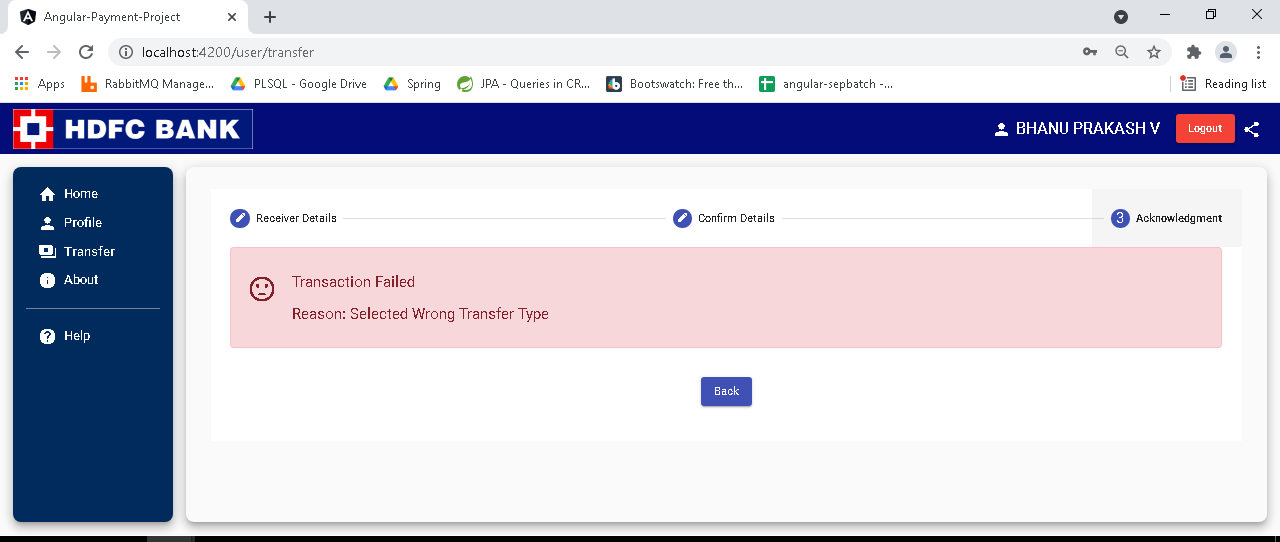 Angular-Payment-Project
localhost:4200/user/transfer
Apps RabbitMQ Manage... PLSQL - Google Drive Spring JPA - Queries in CR... Bootswatch: Free th... angular-sepbatch -... Reading list
HDFC BANK
BHANU PRAKASH V Logout
Home
Profile
Transfer
About
Help
Receiver Details Confirm Details 3 Acknowledgment
Transaction Failed
Reason: Selected Wrong Transfer Type
Back